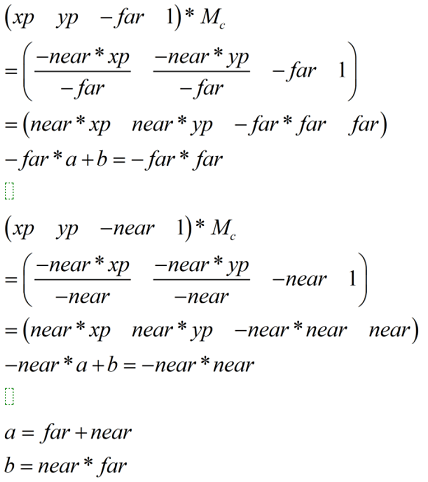 (xp yp −far 1)* M_c
= ( (−near * xp)/(−far) (−near * yp)/(−far) −far 1 )
= (near * xp near * yp −far * far far)
−far * a + b = −far * far
(xp yp −near 1)* M_c
= ( (−near * xp)/(−near) (−near * yp)/(−near) −near 1 )
= (near * xp near * yp −near * near near)
−near * a + b = −near * near
a = far + near
b = near * far